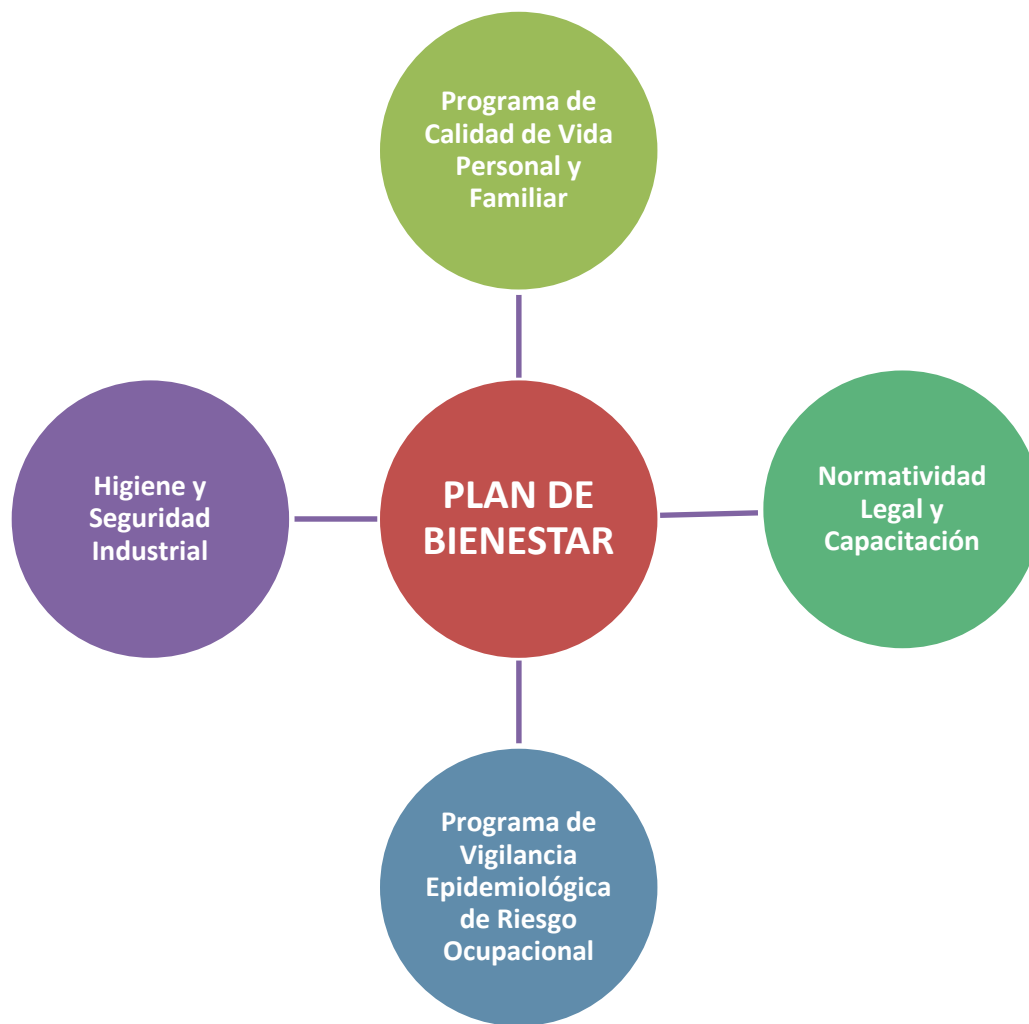 Programa de
Calidad de Vida
Personal y
Familiar
Higiene y
Seguridad
Industrial
PLAN DE
BIENESTAR
Normatividad
Legal y
Capacitación
Programa de
Vigilancia
Epidemiológica
de Riesgo
Ocupacional